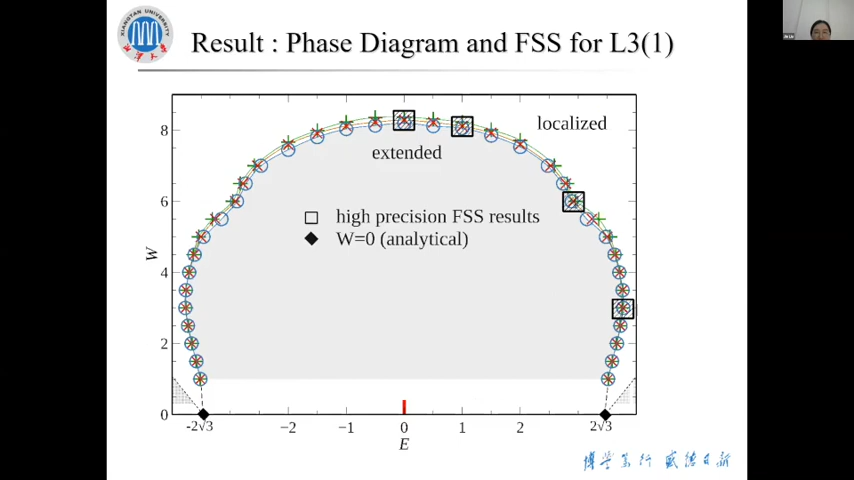 XIANGTAN UNIVERSITY
Result : Phase Diagram and FSS for L3(1)
localized
extended
high precision FSS results
W=0 (analytical)
8
6
4
2
0
W
-2√3
−2
−1
0
1
2
2√3
E
博学笃行 盛德日新